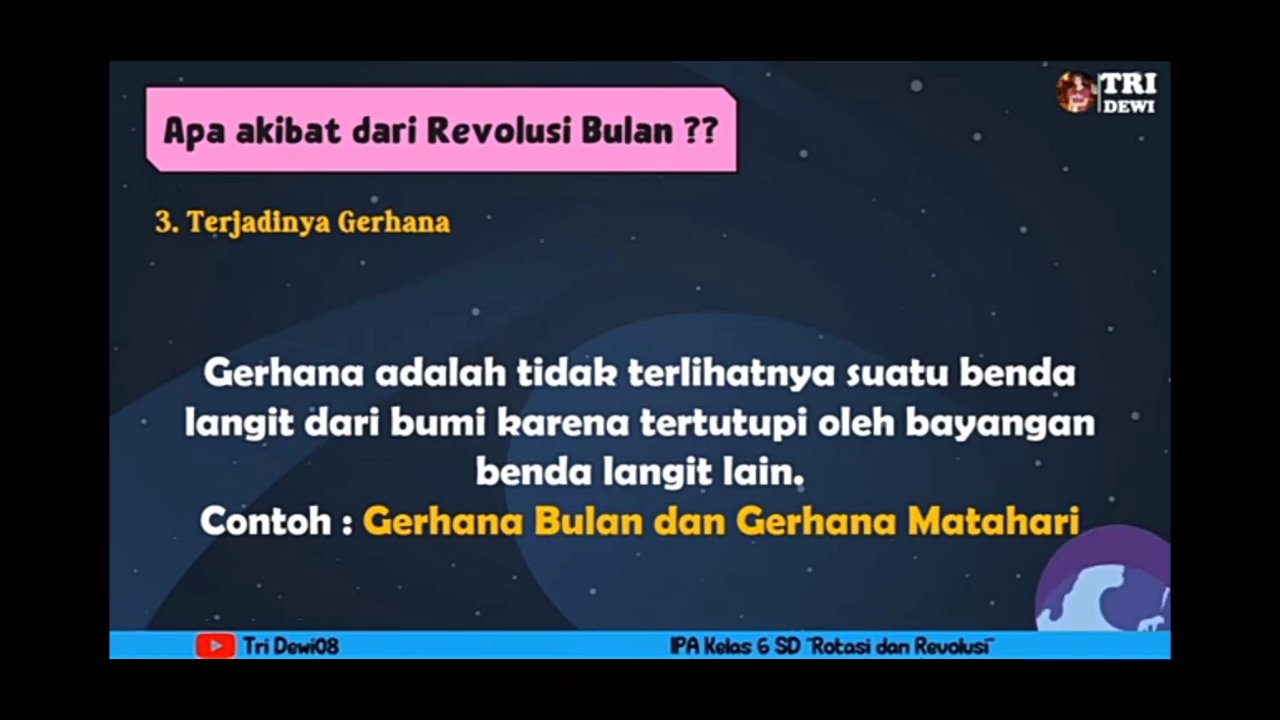 TRI
DEWI
Apa akibat dari Revolusi Bulan ??
3. Terjadinya Gerhana
Gerhana adalah tidak terlihatnya suatu benda
langit dari bumi karena tertutupi oleh bayangan
benda langit lain.
Contoh : Gerhana Bulan dan Gerhana Matahari
Tri Dewi08
IPA Kelas 6 SD "Rotasi dan Revolusi"